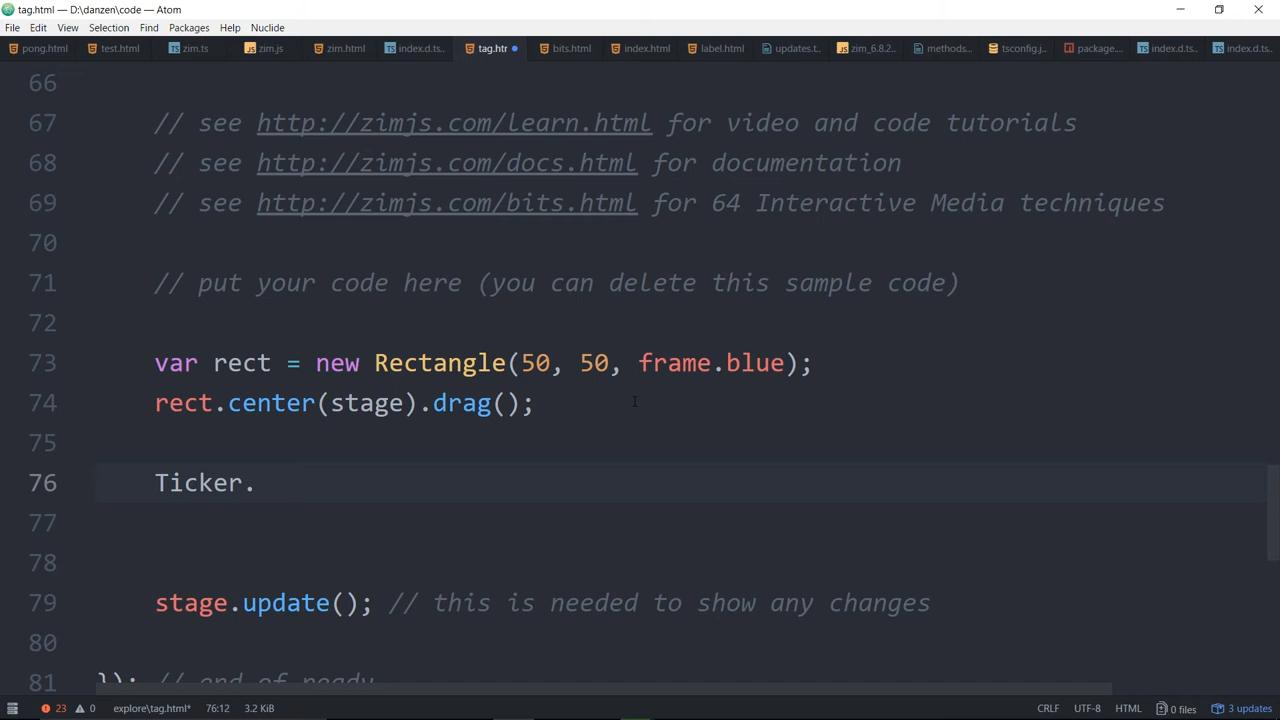 tag.html — D:\danzen\code — Atom
File Edit View Selection Find Packages Help Nuclide
pong.html test.html zim.ts zim.js zim.html index.d.ts.. tag.htr bits.html index.html label.html updates.t.. zim_6.8.2... methods... tsconfig.j.. package.... index.d.ts.. index.d.ts..
66
67 // see http://zimjs.com/learn.html for video and code tutorials
68 // see http://zimjs.com/docs.html for documentation
69 // see http://zimjs.com/bits.html for 64 Interactive Media techniques
70
71 // put your code here (you can delete this sample code)
72
73 var rect = new Rectangle(50, 50, frame.blue);
74 rect.center(stage).drag();
75
76 Ticker.
77
78
79 stage.update(); // this is needed to show any changes
80
81 }); // end of ready
23 0 explore\tag.html* 76:12 3.2 KiB CRLF UTF-8 HTML 0 files 3 updates